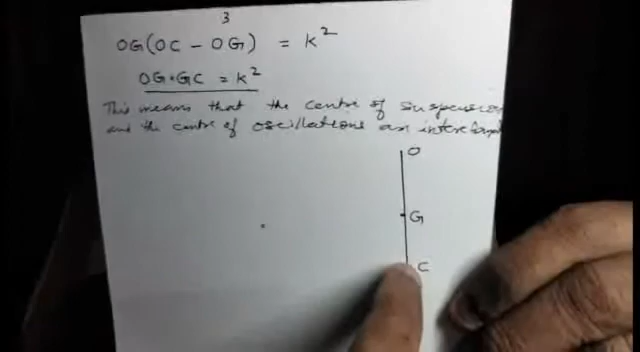 3
OG(OC - OG) = K²
OG•GC = K²
This means that the centre of suspension
and the centre of oscillations are
O
G
C